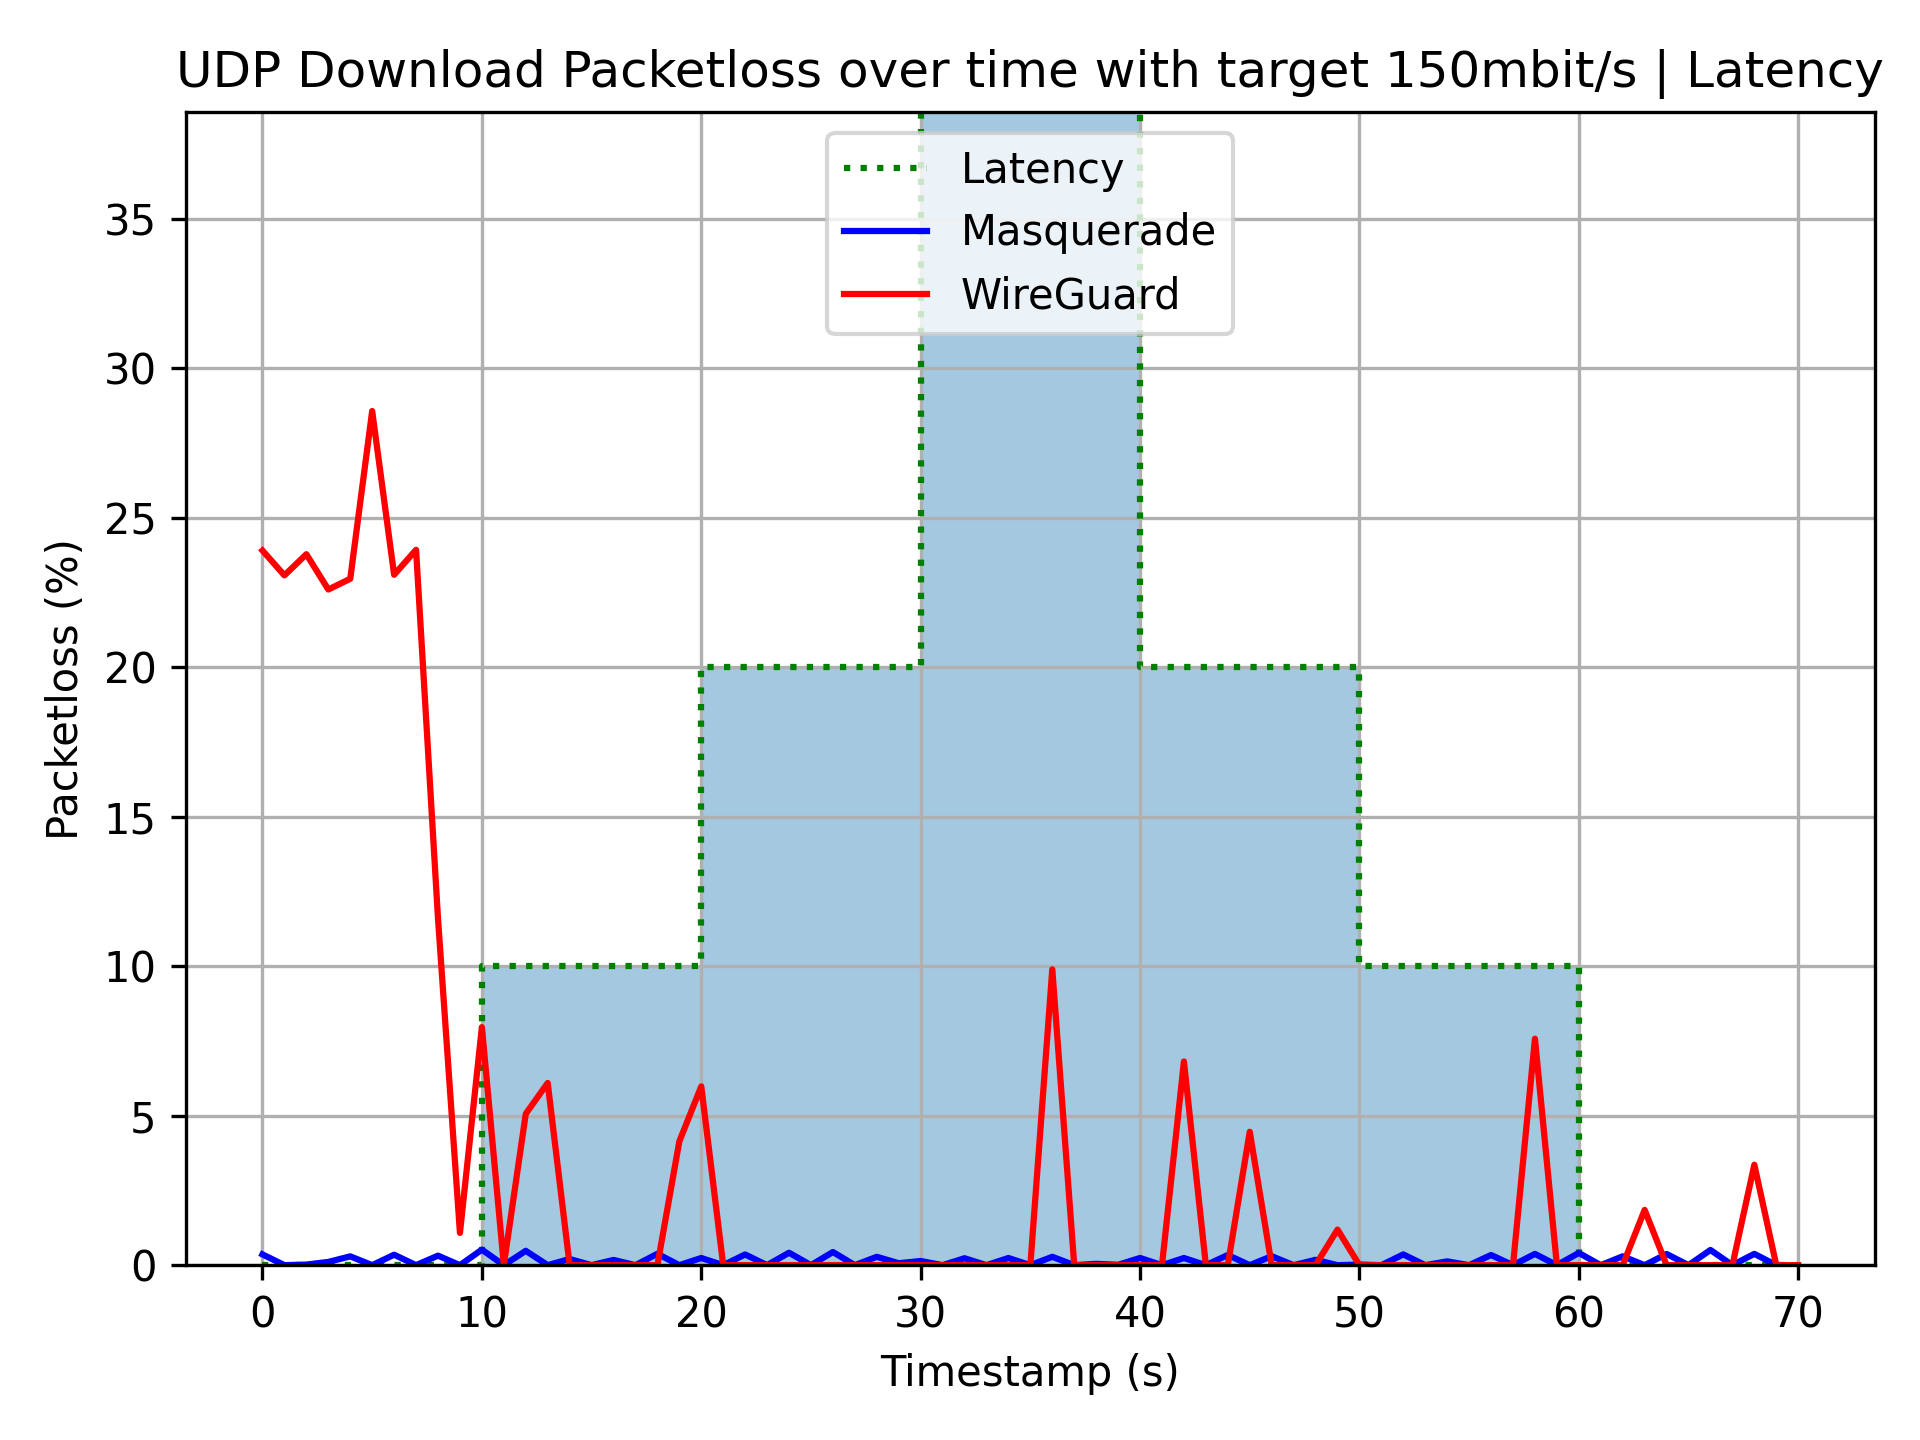 UDP Download Packetloss over time with target 150mbit/s | Latency
Latency
Masquerade
WireGuard
Packetloss (%)
35
30
25
20
15
10
5
0
0 10 20 30 40 50 60 70
Timestamp (s)